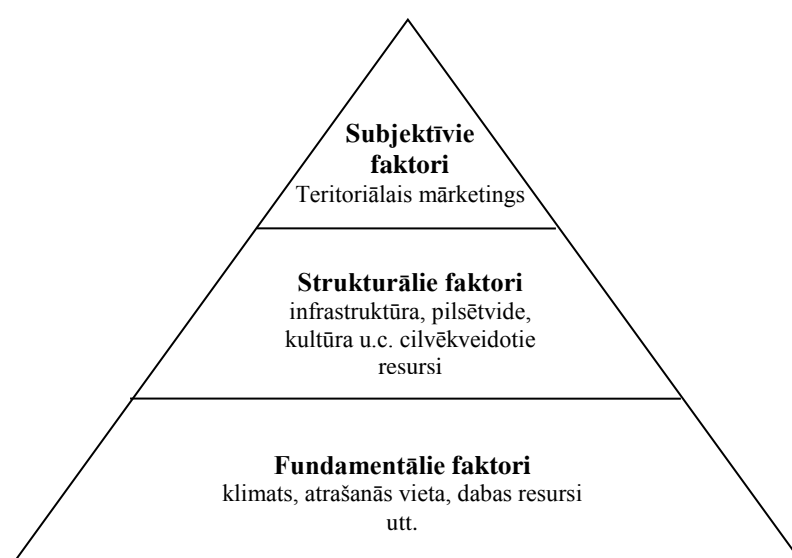 Subjektīvie
faktori
Teritoriālais mārketings
Strukturālie faktori
infrastruktūra, pilsētvide,
kultūra u.c. cilvēkveidotie
resursi
Fundamentālie faktori
klimats, atrašanās vieta, dabas resursi
utt.